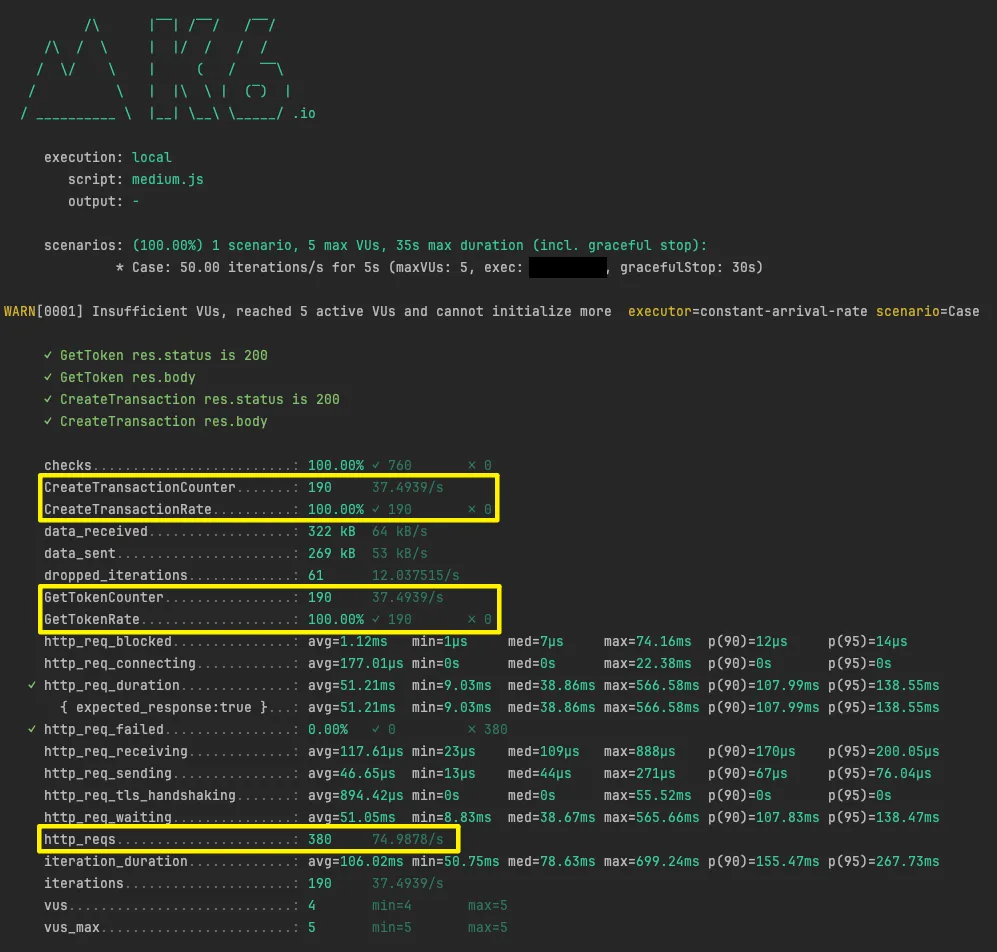 .io
execution: local
script: medium.js
output: -
scenarios: (100.00%) 1 scenario, 5 max VUs, 35s max duration (incl. graceful stop):
* Case: 50.00 iterations/s for 5s (maxVUs: 5, exec: , gracefulStop: 30s)
WARN[0001] Insufficient VUs, reached 5 active VUs and cannot initialize more  executor=constant-arrival-rate scenario=Case
✓ GetToken res.status is 200
✓ GetToken res.body
✓ CreateTransaction res.status is 200
✓ CreateTransaction res.body
checks.........................: 100.00% ✓ 760       ✗ 0
CreateTransactionCounter.......: 190     37.4939/s
CreateTransactionRate..........: 100.00% ✓ 190       ✗ 0
data_received..................: 322 kB  64 kB/s
data_sent......................: 269 kB  53 kB/s
dropped_iterations.............: 61      12.037515/s
GetTokenCounter................: 190     37.4939/s
GetTokenRate...................: 100.00% ✓ 190       ✗ 0
http_req_blocked...............: avg=1.12ms   min=1µs     med=7µs     max=74.16ms  p(90)=12µs     p(95)=14µs
http_req_connecting............: avg=177.01µs min=0s      med=0s      max=22.38ms  p(90)=0s       p(95)=0s
✓ http_req_duration..............: avg=51.21ms  min=9.03ms  med=38.86ms max=566.58ms p(90)=107.99ms p(95)=138.55ms
{ expected_response:true }...: avg=51.21ms  min=9.03ms  med=38.86ms max=566.58ms p(90)=107.99ms p(95)=138.55ms
✓ http_req_failed................: 0.00%   ✓ 0         ✗ 380
http_req_receiving.............: avg=117.61µs min=23µs    med=109µs   max=888µs    p(90)=170µs    p(95)=200.05µs
http_req_sending...............: avg=46.65µs  min=13µs    med=44µs    max=271µs    p(90)=67µs     p(95)=76.04µs
http_req_tls_handshaking.......: avg=894.42µs min=0s      med=0s      max=55.52ms  p(90)=0s       p(95)=0s
http_req_waiting...............: avg=51.05ms  min=8.83ms  med=38.67ms max=565.66ms p(90)=107.83ms p(95)=138.47ms
http_reqs......................: 380     74.9878/s
iteration_duration.............: avg=106.02ms min=50.75ms med=78.63ms max=699.24ms p(90)=155.47ms p(95)=267.73ms
iterations.....................: 190     37.4939/s
vus............................: 4       min=4       max=5
vus_max........................: 5       min=5       max=5